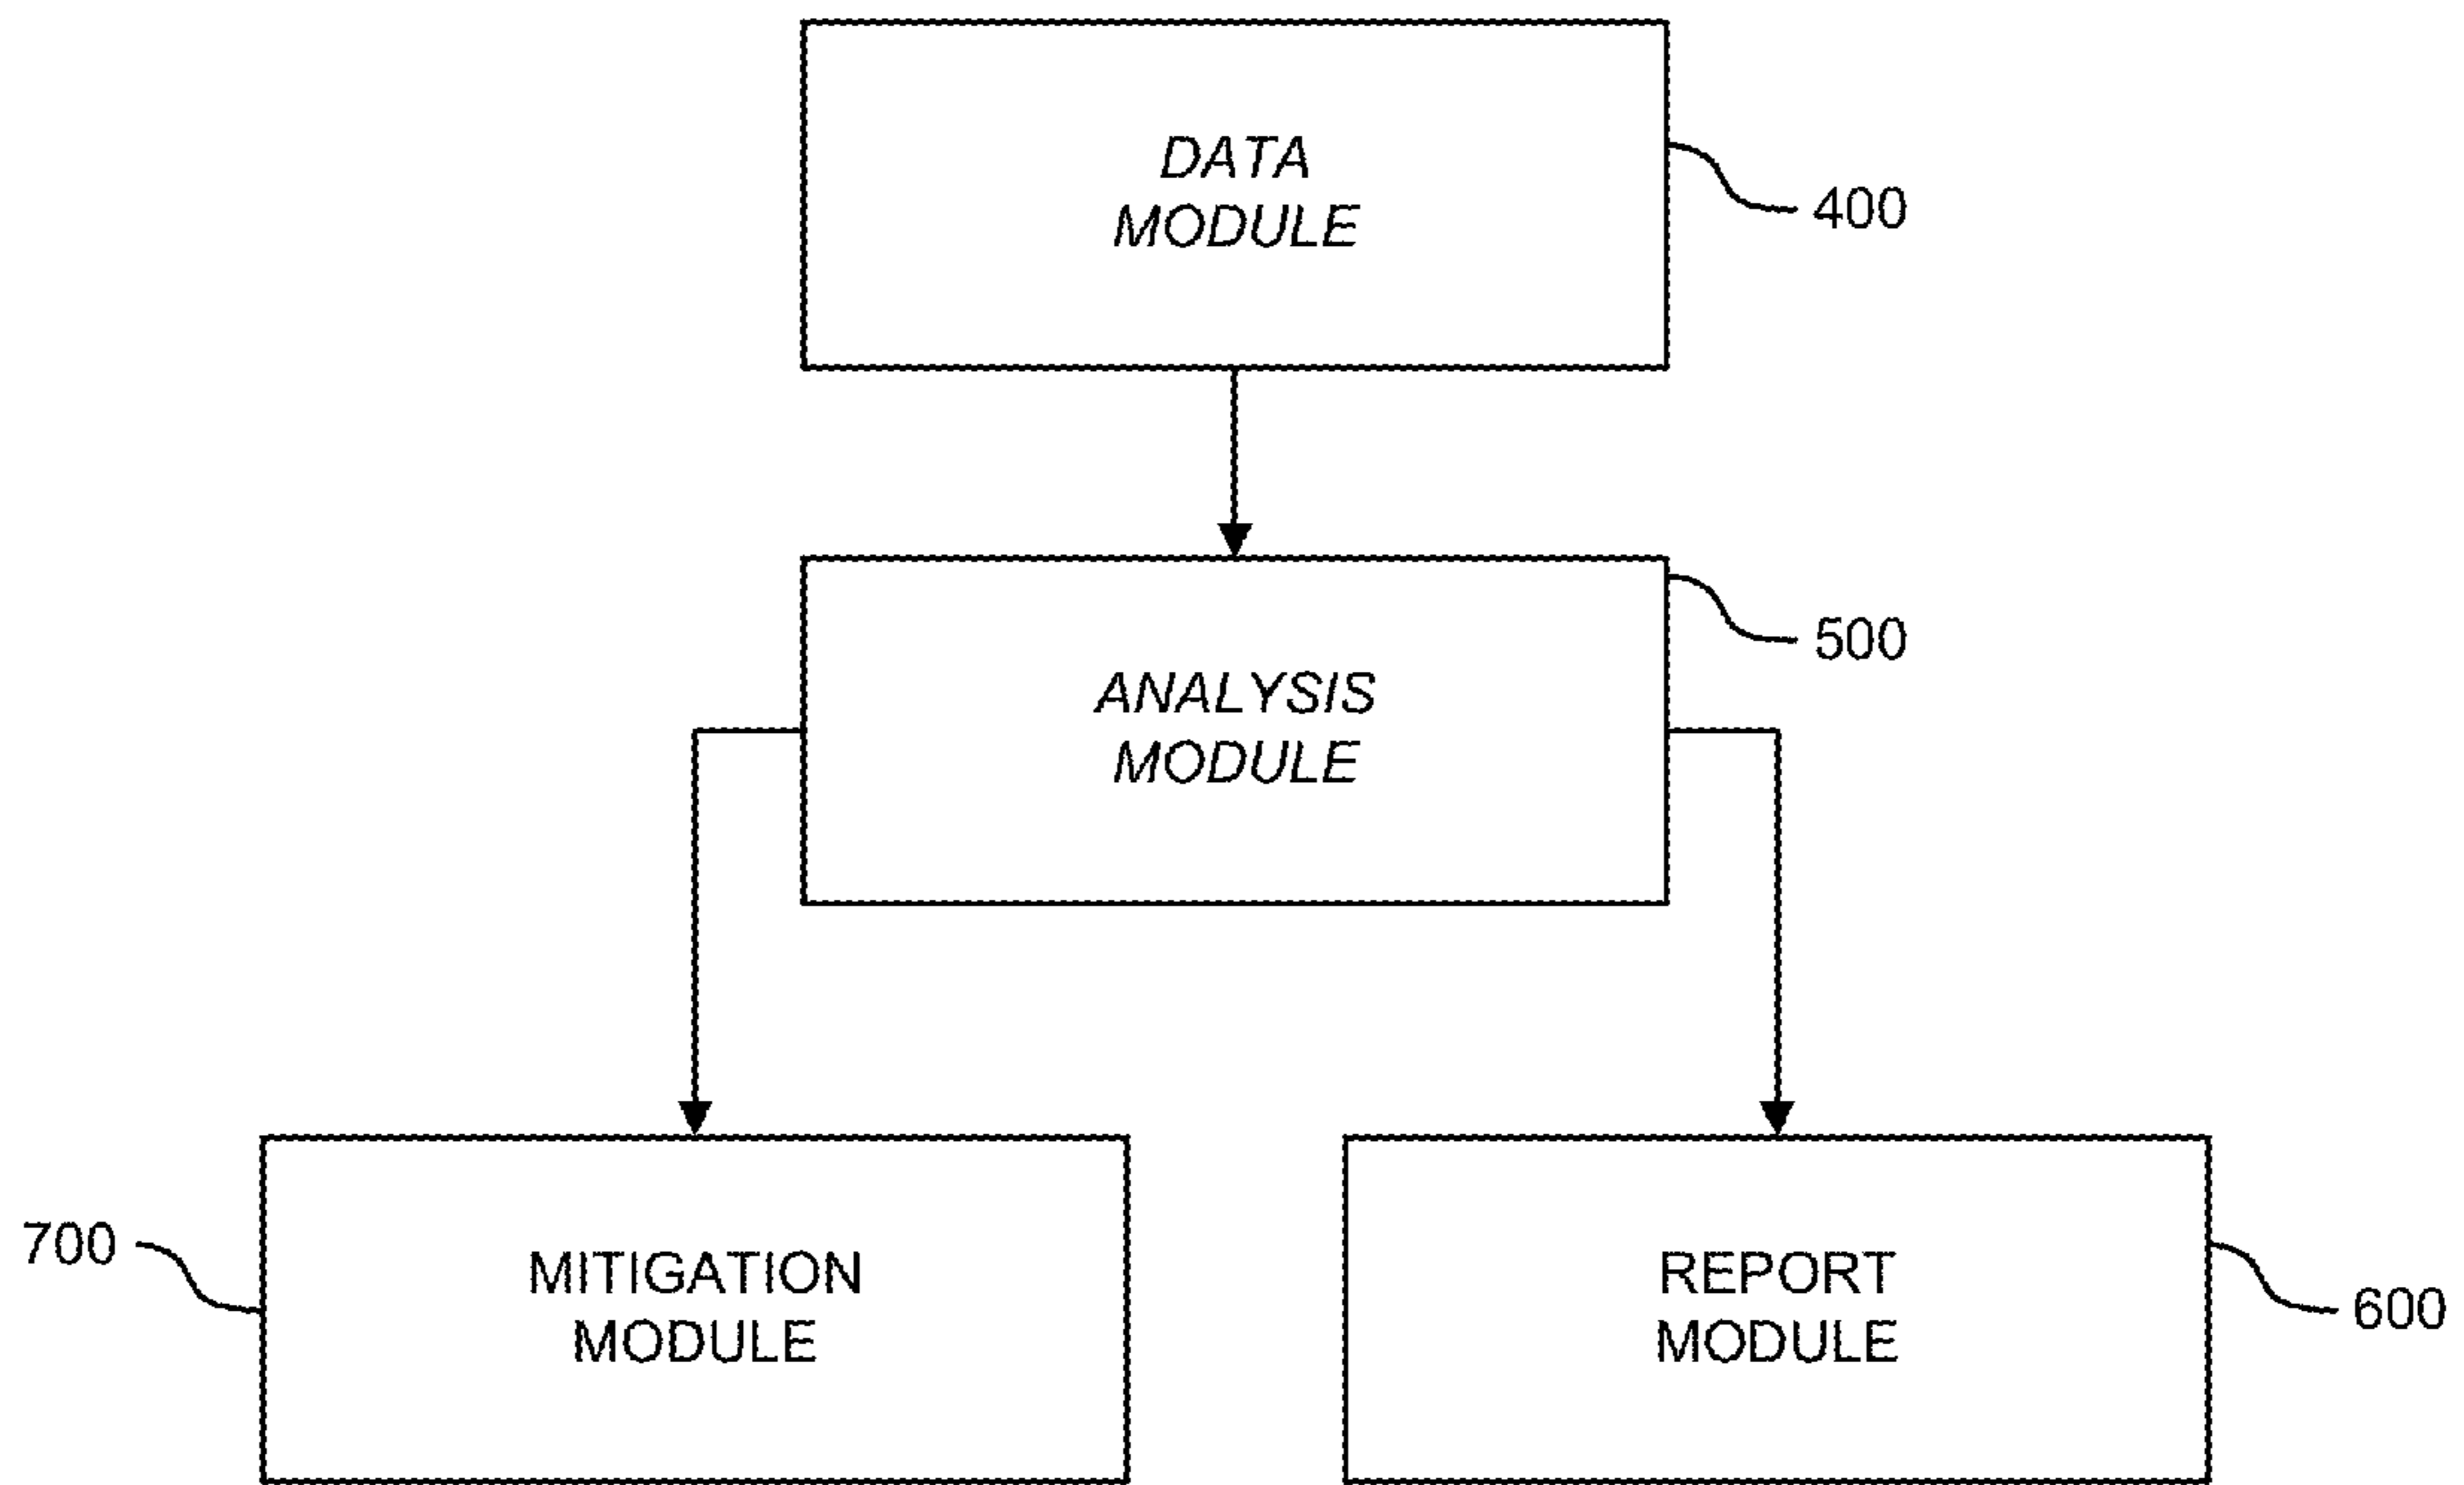 DATA
MODULE
400
500
ANALYSIS
MODULE
700
MITIGATION
MODULE
REPORT
MODULE
600